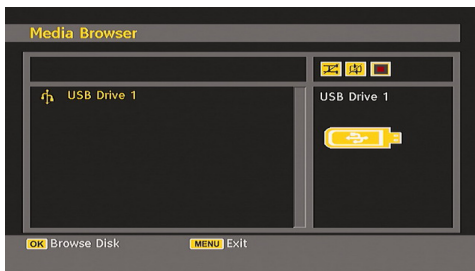 Media Browser
USB Drive 1
USB Drive 1
OK Browse Disk
MENU Exit